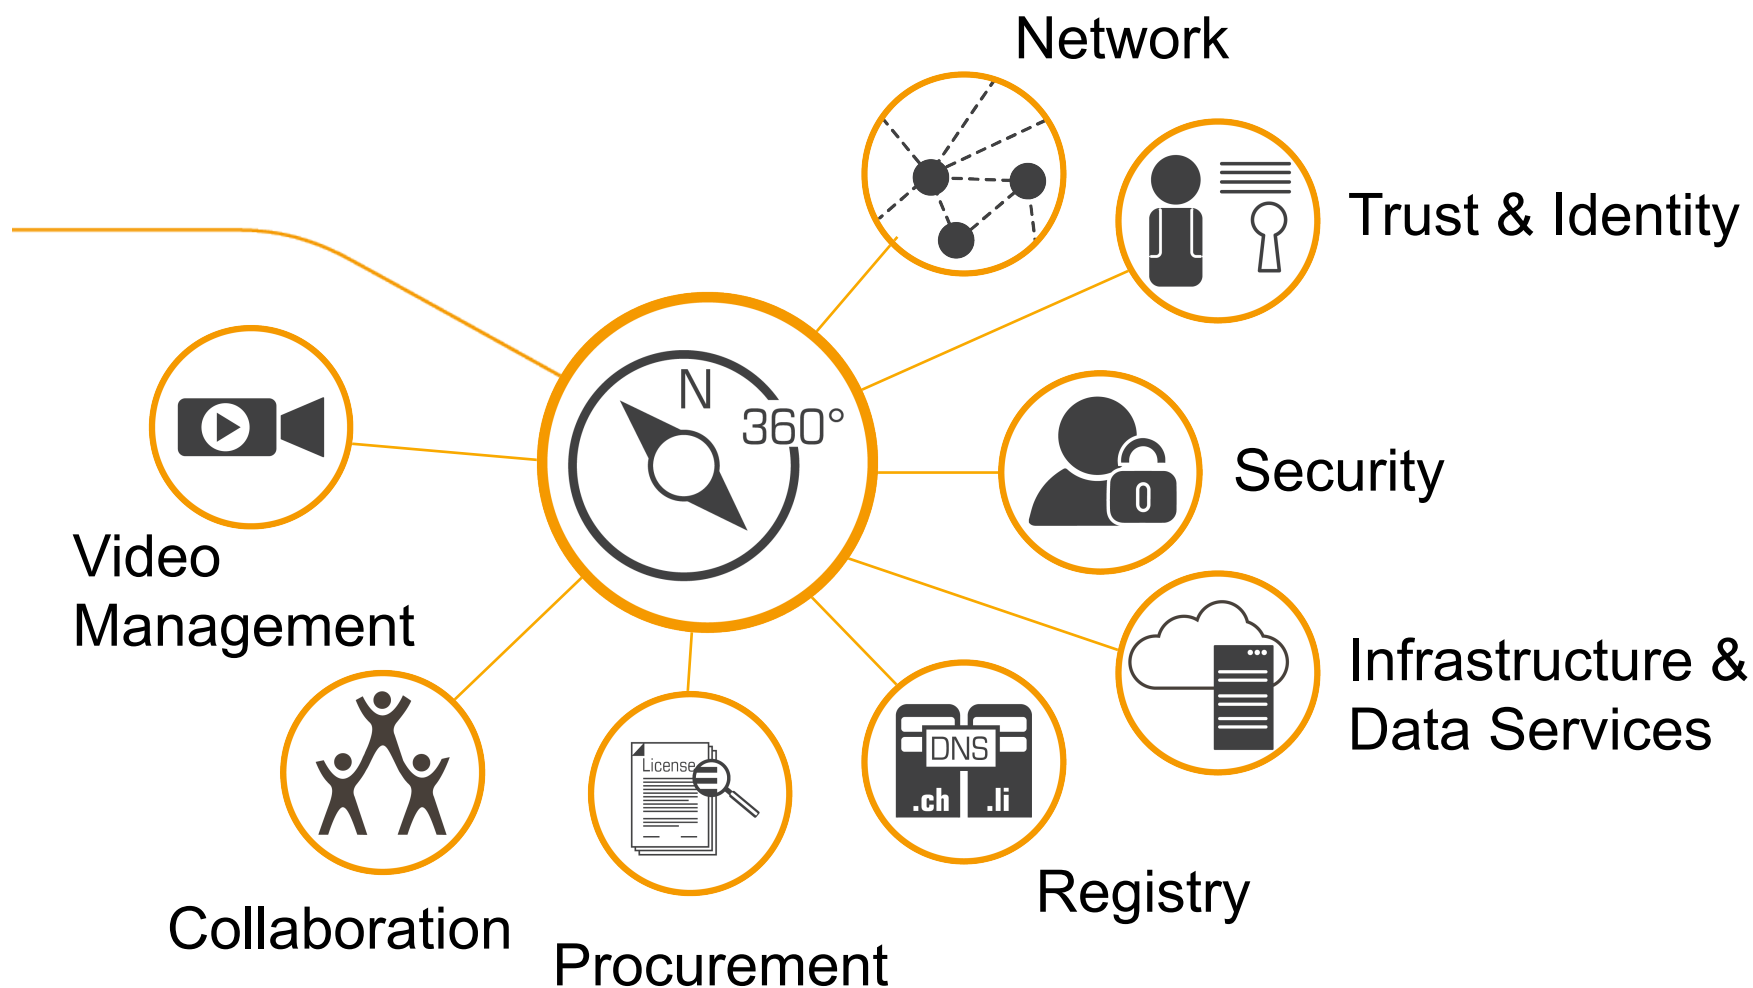 Network
Trust & Identity
N
360°
Security
Video
Management
Infrastructure &
Data Services
License
DNS
.ch .li
Registry
Collaboration
Procurement